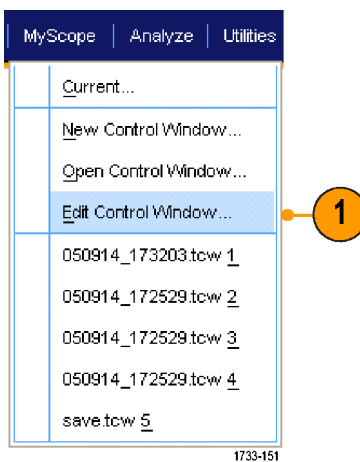 MyScope | Analyze | Utilities
Current...
New Control Window...
Open Control Window...
Edit Control Window...
1
050914_173203.tcw 1
050914_172529.tcw 2
050914_172529.tcw 3
050914_172529.tcw 4
save.tcw 5
1733-151